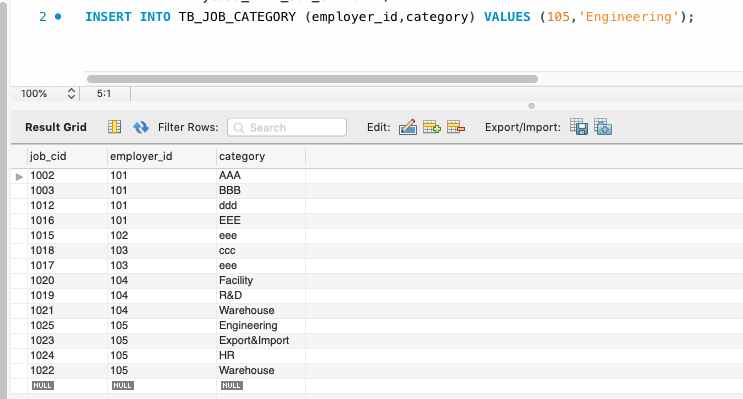 2 INSERT INTO TB_JOB_CATEGORY (employer_id,category) VALUES (105,'Engineering');
100% 5:1
Result Grid Filter Rows: Search Edit: Export/Import:
job_cid employer_id category
1002 101 AAA
1003 101 BBB
1012 101 ddd
1016 101 EEE
1015 102 eee
1018 103 ccc
1017 103 eee
1020 104 Facility
1019 104 R&D
1021 104 Warehouse
1025 105 Engineering
1023 105 Export&Import
1024 105 HR
1022 105 Warehouse
NULL NULL NULL